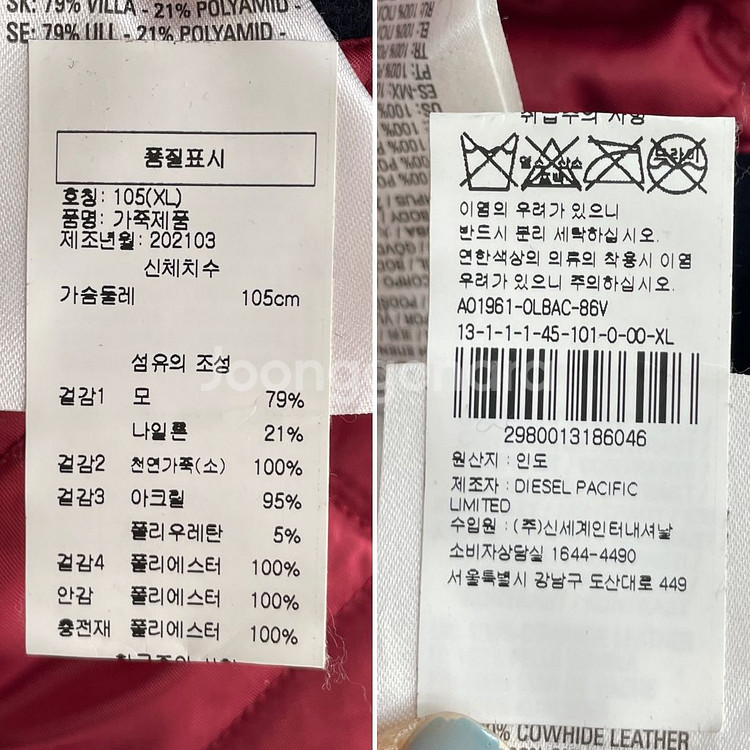 SK: 79% VILLA - 21% POLYAMID -
SE: 79% ULL - 21% POLYAMID -
품질표시
호칭: 105(XL)
품명: 가죽제품
제조년월: 202103
신체치수
가슴둘레 105cm
섬유의 조성
겉감1 모 79%
나일론 21%
겉감2 천연가죽(소) 100%
겉감3 아크릴 95%
폴리우레탄 5%
겉감4 폴리에스터 100%
안감 폴리에스터 100%
충전재 폴리에스터 100%
Joonggonara
취급주의 사항
염소 산소
표백
드라이
이염의 우려가 있으니
반드시 분리 세탁하십시오.
연한색상의 의류의 착용시 이염
우려가 있으니 주의하십시오.
A01961-0LBAC-86V
13-1-1-1-45-101-0-00-XL
2980013186046
원산지 : 인도
제조자 : DIESEL PACIFIC
LIMITED
수입원 : (주)신세계인터내셔날
소비자상담실 1644-4490
서울특별시 강남구 도산대로 449
COWHIDE LEATHER